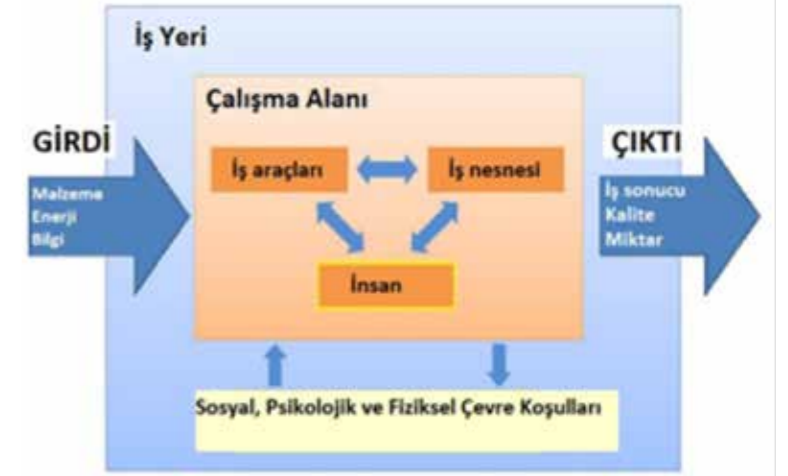 İş Yeri
Çalışma Alanı
GİRDİ
Malzeme
Enerji
Bilgi
İş araçları
İş nesnesi
İnsan
ÇIKTI
İş sonucu
Kalite
Miktar
Sosyal, Psikolojik ve Fiziksel Çevre Koşulları